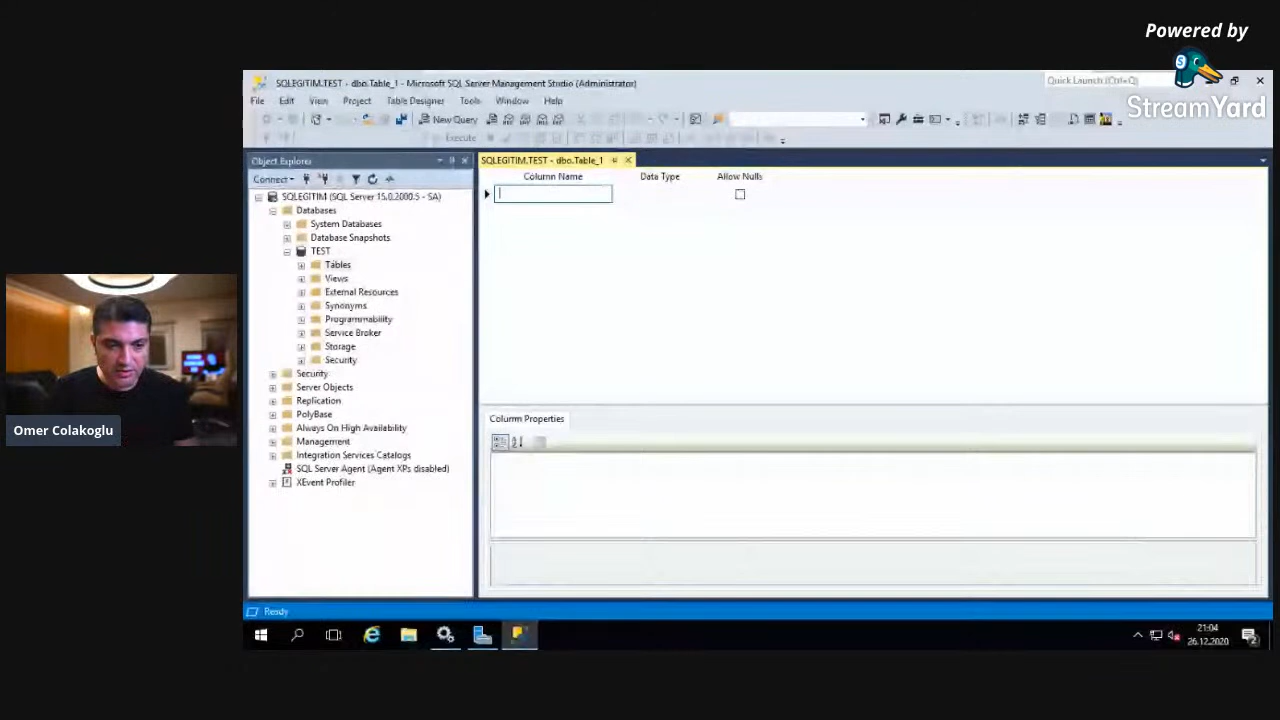 Powered by
StreamYard
SQLEGITIM.TEST - dbo.Table_1 - Microsoft SQL Server Management Studio (Administrator)
Quick Launch (Ctrl+Q)
File Edit View Project Table Designer Tools Window Help
New Query
Execute
Object Explorer
SQLEGITIM.TEST - dbo.Table_1
Connect
Column Name Data Type Allow Nulls
SQLEGITIM (SQL Server 15.0.2000.5 - SA)
Databases
System Databases
Database Snapshots
TEST
Tables
Views
External Resources
Synonyms
Programmability
Service Broker
Storage
Security
Security
Server Objects
Replication
PolyBase
Always On High Availability
Management
Integration Services Catalogs
SQL Server Agent (Agent XPs disabled)
XEvent Profiler
Column Properties
Omer Colakoglu
Ready
21:04
26.12.2020